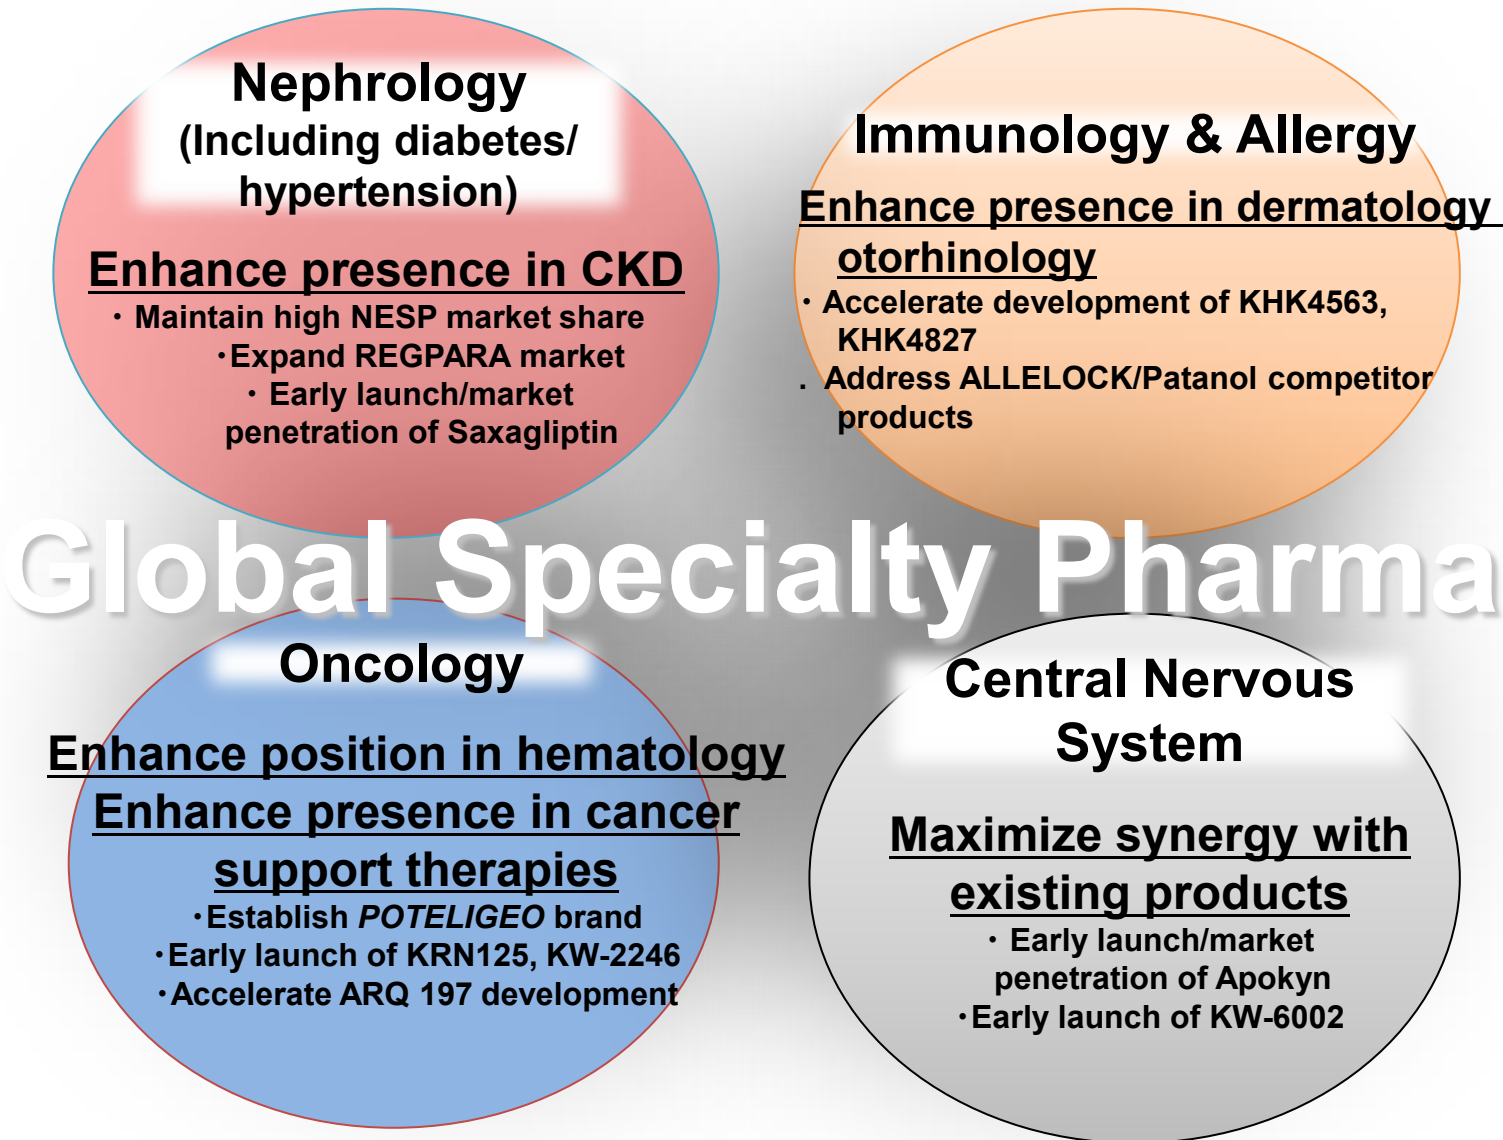 Nephrology
(Including diabetes/
hypertension)
Enhance presence in CKD
・Maintain high NESP market share
・Expand REGPARA market
・Early launch/market
penetration of Saxagliptin
Immunology & Allergy
Enhance presence in dermatology
otorhinology
・Accelerate development of KHK4563,
KHK4827
. Address ALLELOCK/Patanol competitor
products
Global Specialty Pharma
Oncology
Enhance position in hematology
Enhance presence in cancer
support therapies
・Establish POTELIGEO brand
・Early launch of KRN125, KW-2246
・Accelerate ARQ 197 development
Central Nervous
System
Maximize synergy with
existing products
・Early launch/market
penetration of Apokyn
・Early launch of KW-6002